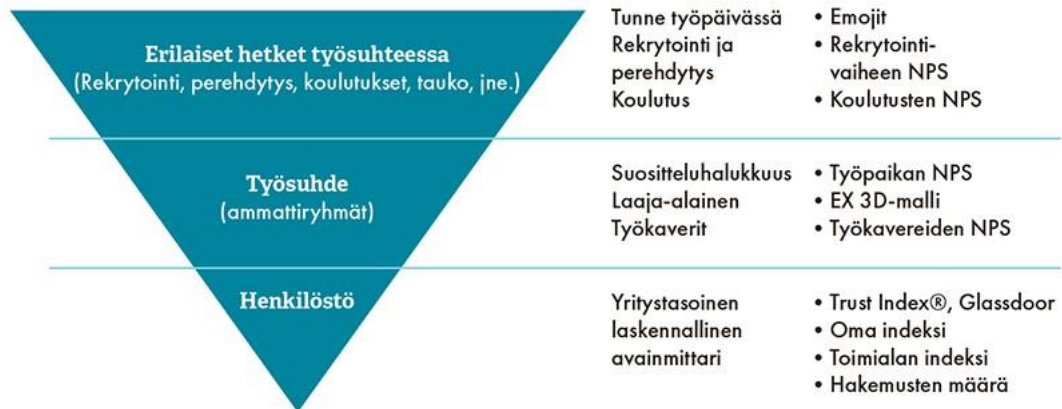 Erilaiset hetket työsuhteessa
(Rekrytointi, perehdytys, koulutukset, tauko, jne.)
Tunne työpäivässä
Rekrytointi ja
perehdytys
Koulutus
• Emojit
• Rekrytointi-
vaiheen NPS
• Koulutusten NPS
Työsuhde
(ammattiryhmät)
Suositteluhalukkuus
Laaja-alainen
Työkaverit
• Työpaikan NPS
• EX 3D-malli
• Työkavereiden NPS
Henkilöstö
Yritystasoinen
laskennallinen
avainmittari
• Trust Index®, Glassdoor
• Oma indeksi
• Toimialan indeksi
• Hakemusten määrä